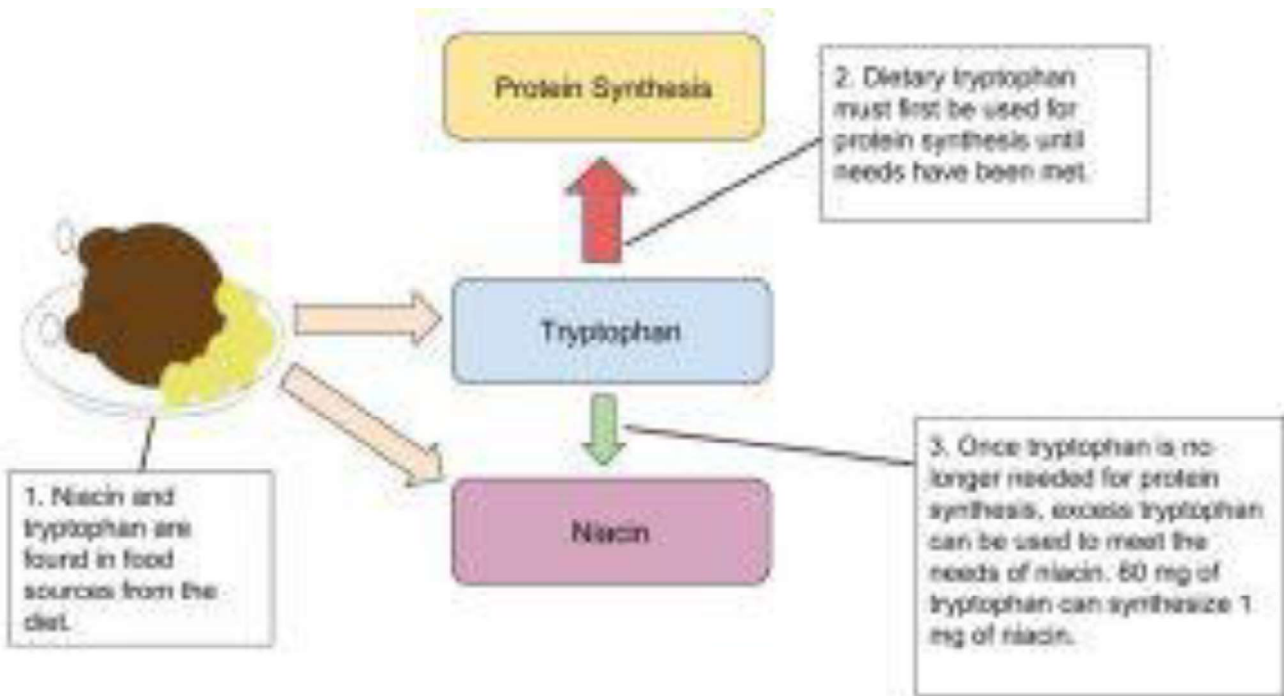 Protein Synthesis
2. Dietary tryptophan
must first be used for
protein synthesis until
needs have been met.
Tryptophan
1. Niacin and
tryptophan are
found in food
sources from the
diet.
Niacin
3. Once tryptophan is no
longer needed for protein
synthesis, excess tryptophan
can be used to meet the
needs of niacin. 60 mg of
tryptophan can synthesize 1
mg of niacin.